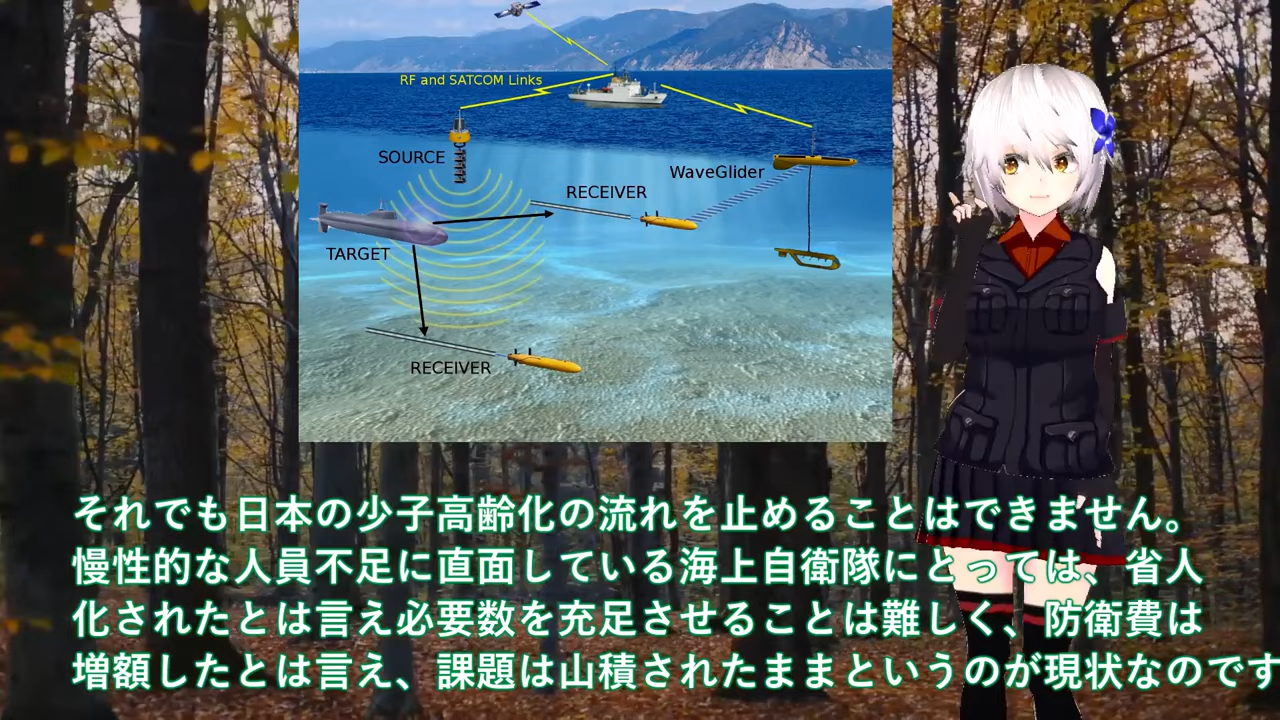 RF and SATCOM Links
SOURCE
WaveGlider
RECEIVER
TARGET
RECEIVER
それでも日本の少子高齢化の流れを止めることはできません。
慢性的な人員不足に直面している海上自衛隊にとっては、省人
化されたとは言え必要数を充足させることは難しく、防衛費は
増額したとは言え、課題は山積されたままというのが現状なのです